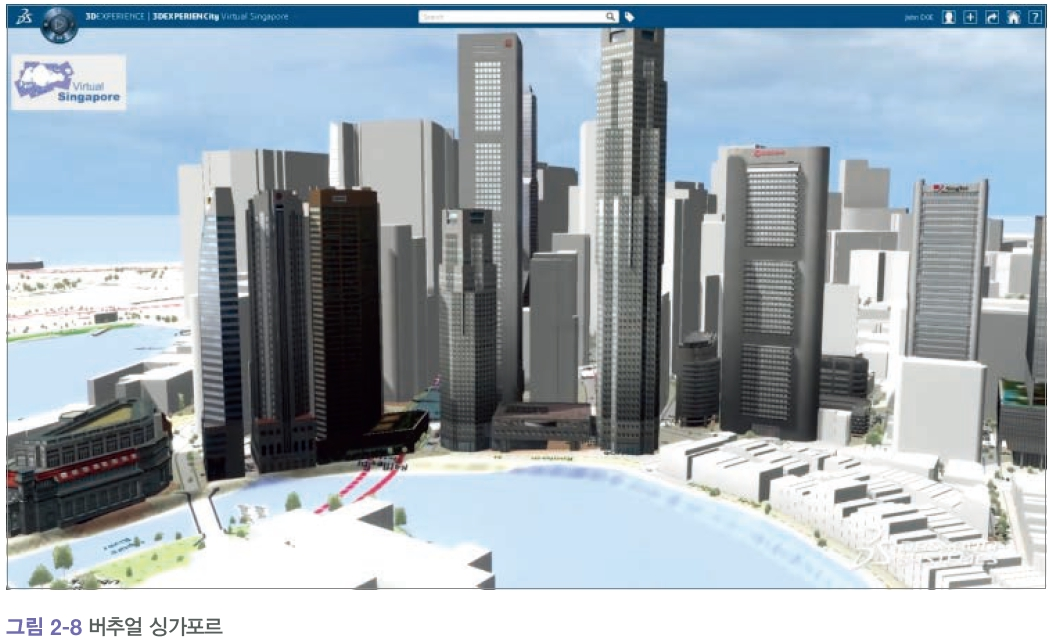 3DEXPERIENCE | 3DEXPERIENCity Virtual Singapore
Search
John DOE
?
Virtual
Singapore
SingTel
그림 2-8 버추얼 싱가포르